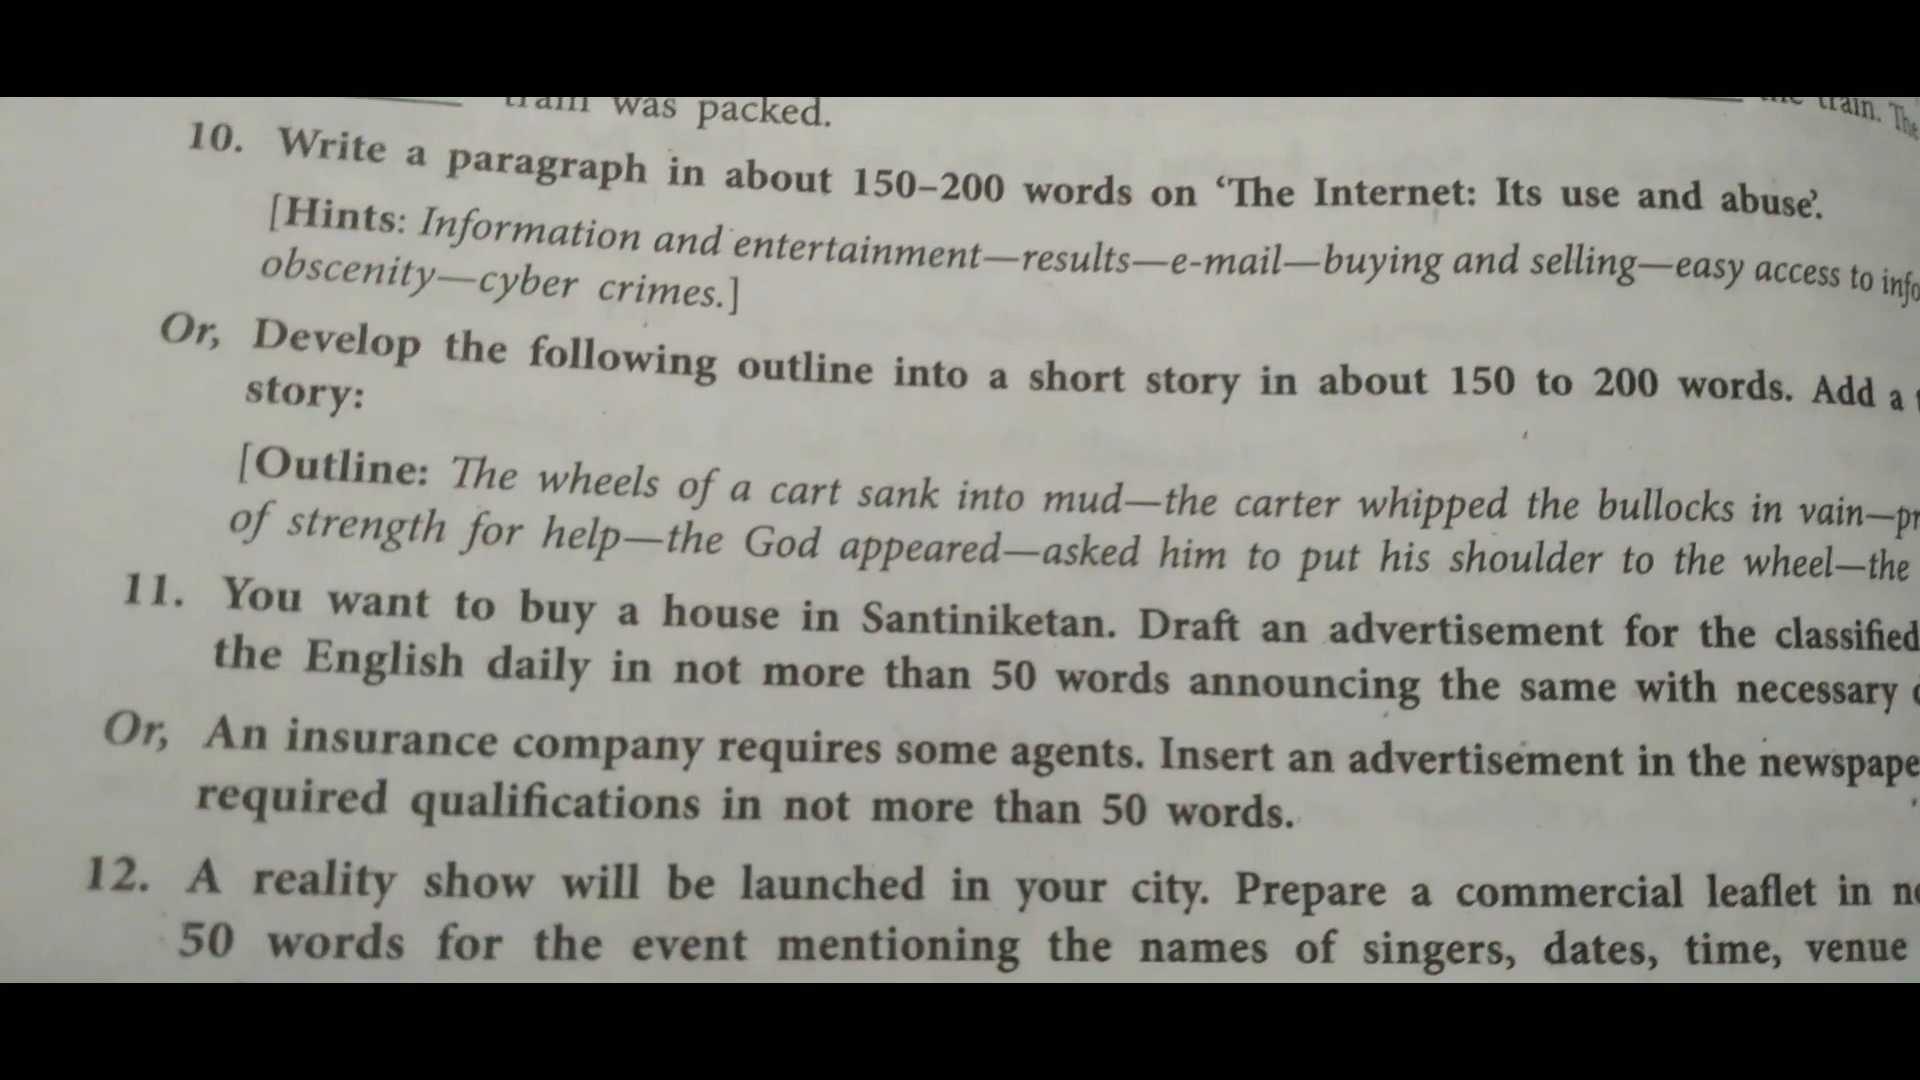 train was packed.
the train. The
10. Write a paragraph in about 150–200 words on ‘The Internet: Its use and abuse’.
[Hints: Information and entertainment—results—e-mail—buying and selling—easy access to info
obscenity—cyber crimes.]
Or, Develop the following outline into a short story in about 150 to 200 words. Add a
story:
[Outline: The wheels of a cart sank into mud—the carter whipped the bullocks in vain—pr
of strength for help—the God appeared—asked him to put his shoulder to the wheel—the
11. You want to buy a house in Santiniketan. Draft an advertisement for the classified
the English daily in not more than 50 words announcing the same with necessary
Or, An insurance company requires some agents. Insert an advertisement in the newspape
required qualifications in not more than 50 words.
12. A reality show will be launched in your city. Prepare a commercial leaflet in no
50 words for the event mentioning the names of singers, dates, time, venue